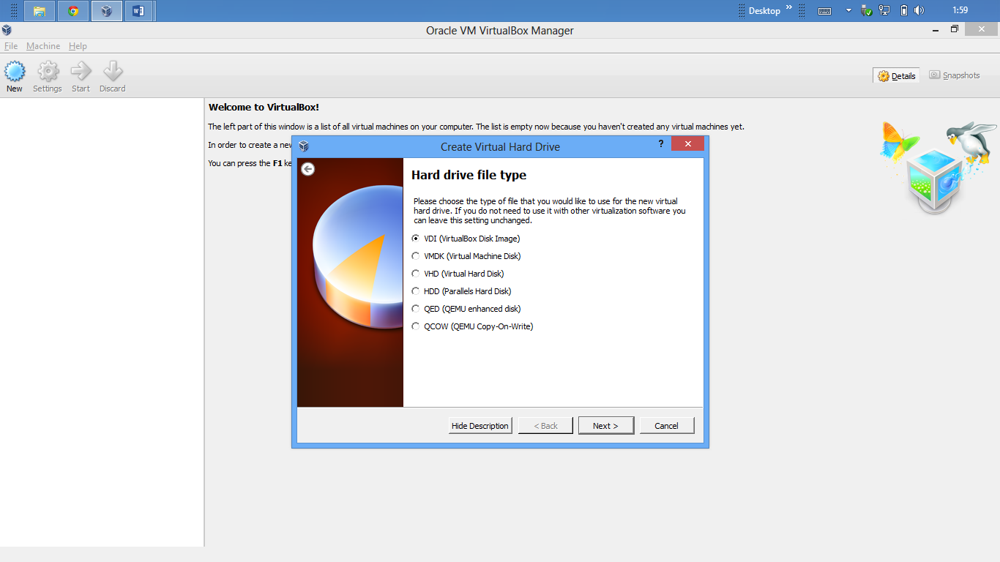 Desktop »
1:59
Oracle VM VirtualBox Manager
File Machine Help
New Settings Start Discard
Details Snapshots
Welcome to VirtualBox!
The left part of this window is a list of all virtual machines on your computer. The list is empty now because you haven't created any virtual machines yet.
In order to create a new
You can press the F1 ke
Create Virtual Hard Drive
?
Hard drive file type
Please choose the type of file that you would like to use for the new virtual
hard drive. If you do not need to use it with other virtualization software you
can leave this setting unchanged.
VDI (VirtualBox Disk Image)
VMDK (Virtual Machine Disk)
VHD (Virtual Hard Disk)
HDD (Parallels Hard Disk)
QED (QEMU enhanced disk)
QCOW (QEMU Copy-On-Write)
Hide Description < Back Next > Cancel